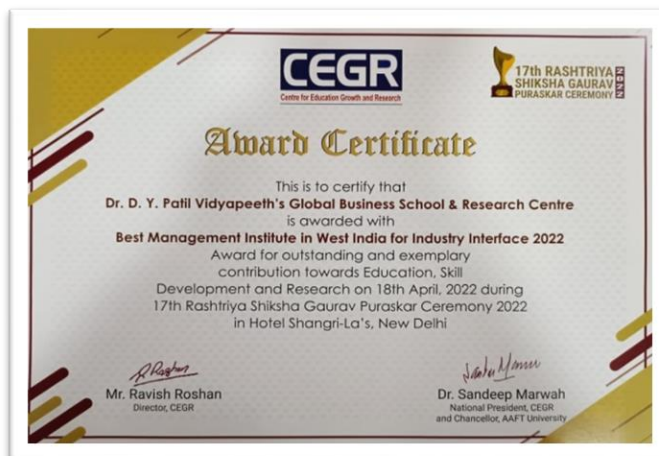 CEGR
Centre for Education Growth and Research
17th RASHTRIYA
SHIKSHA GAURAV
PURASKAR CEREMONY
2022
Award Certificate
This is to certify that
Dr. D. Y. Patil Vidyapeeth's Global Business School & Research Centre
is awarded with
Best Management Institute in West India for Industry Interface 2022
Award for outstanding and exemplary
contribution towards Education, Skill
Development and Research on 18th April, 2022 during
17th Rashtriya Shiksha Gaurav Puraskar Ceremony 2022
in Hotel Shangri-La's, New Delhi
Mr. Ravish Roshan
Director, CEGR
Dr. Sandeep Marwah
National President, CEGR
and Chancellor, AAFT University